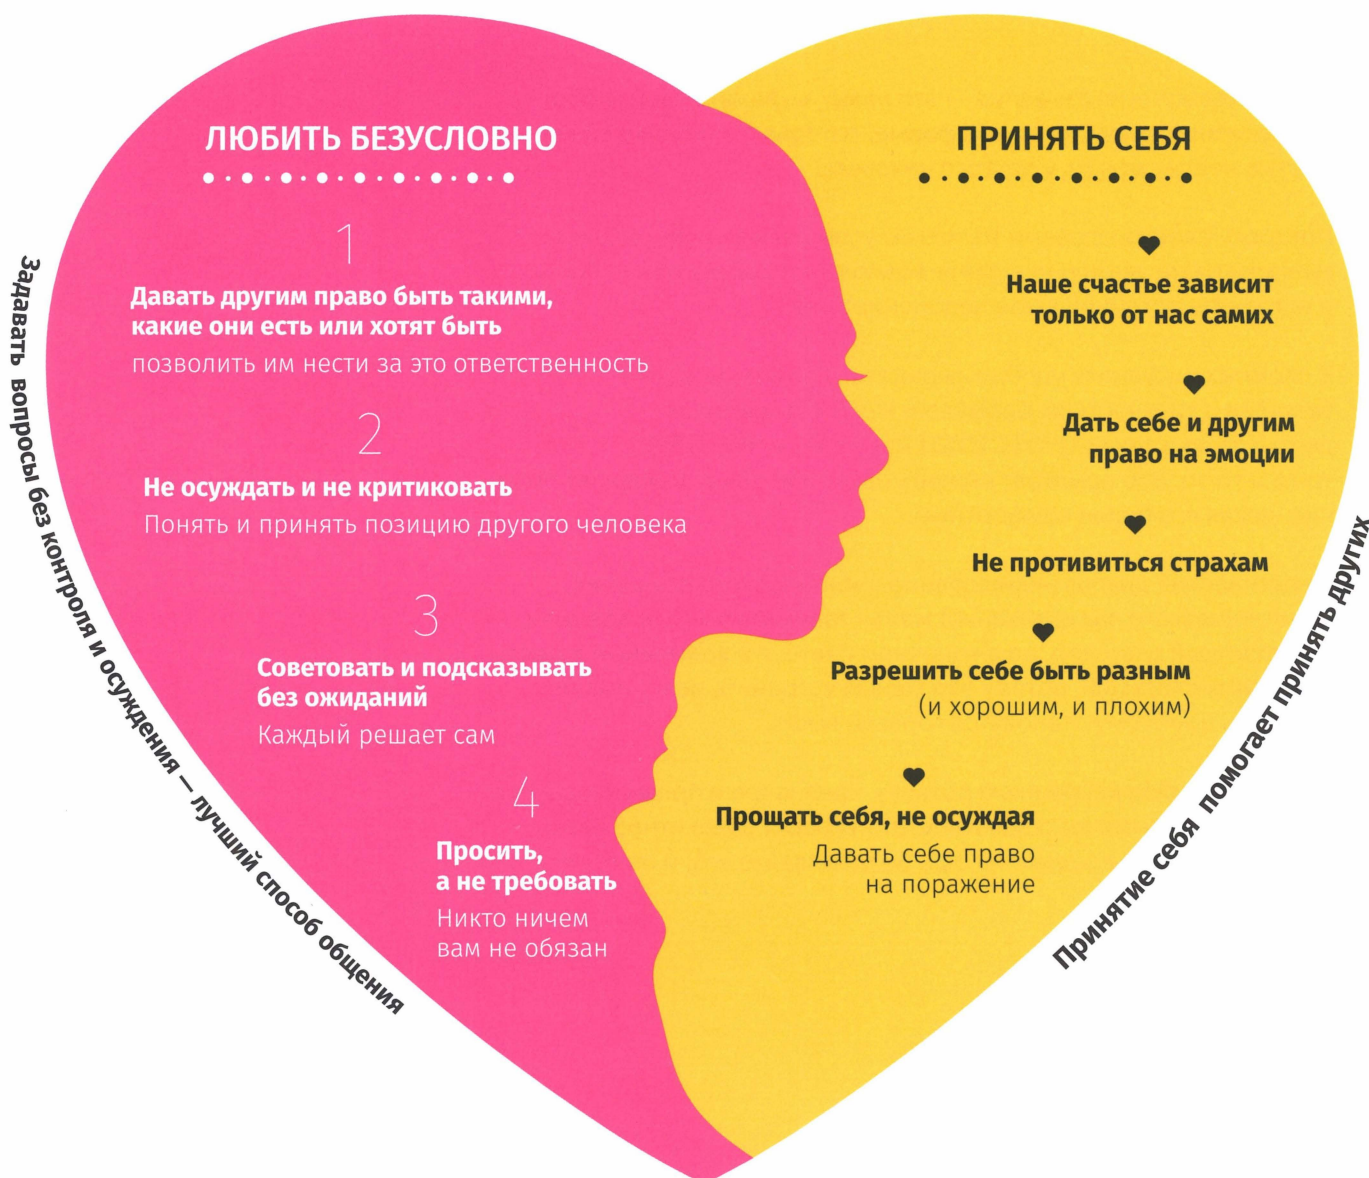 ЛЮБИТЬ БЕЗУСЛОВНО
1
Давать другим право быть такими,
какие они есть или хотят быть
позволить им нести за это ответственность
2
Не осуждать и не критиковать
Понять и принять позицию другого человека
3
Советовать и подсказывать
без ожиданий
Каждый решает сам
4
Просить,
а не требовать
Никто ничем
вам не обязан
Задавать вопросы без контроля и осуждения — лучший способ общения
ПРИНЯТЬ СЕБЯ
Наше счастье зависит
только от нас самих
Дать себе и другим
право на эмоции
Не противиться страхам
Разрешить себе быть разным
(и хорошим, и плохим)
Прощать себя, не осуждая
Давать себе право
на поражение
Принятие себя помогает принять других